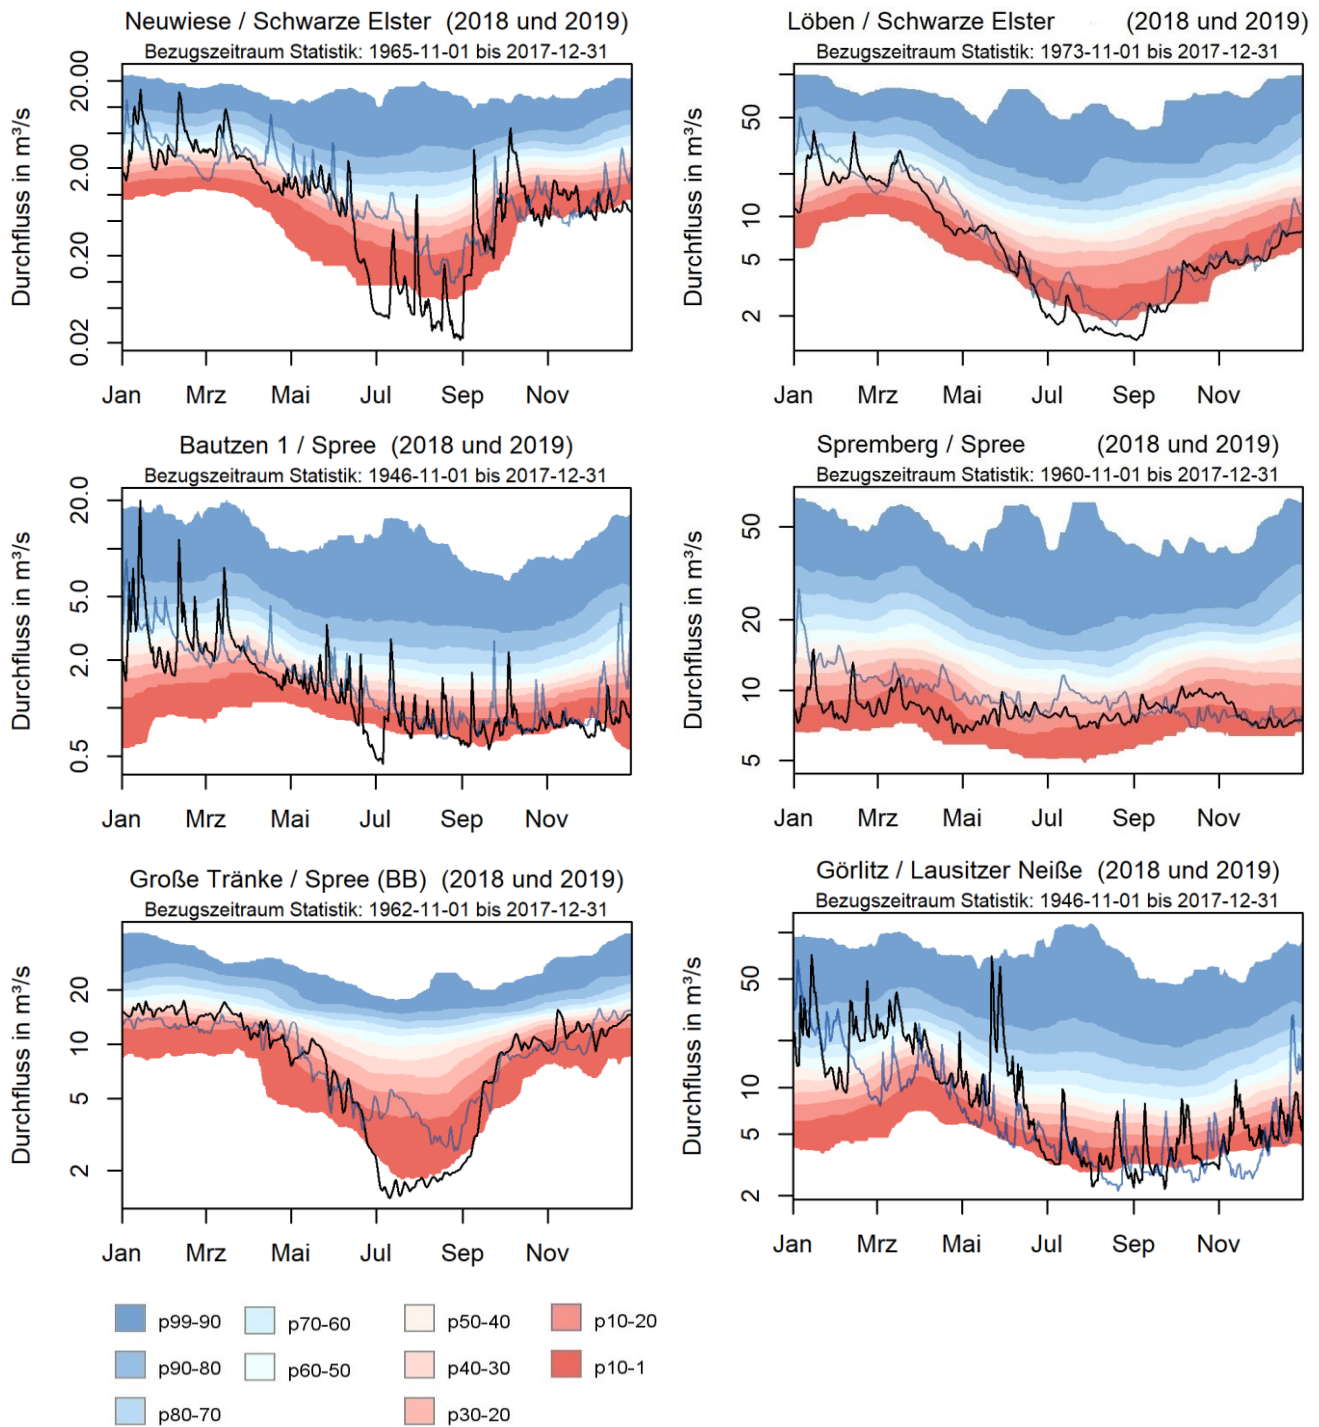 Neuwiese / Schwarze Elster (2018 und 2019)
Bezugszeitraum Statistik: 1965-11-01 bis 2017-12-31
Durchfluss in m³/s
20.00
2.00
0.20
0.02
Jan Mrz Mai Jul Sep Nov
Löben / Schwarze Elster (2018 und 2019)
Bezugszeitraum Statistik: 1973-11-01 bis 2017-12-31
Durchfluss in m³/s
50
10
5
2
Jan Mrz Mai Jul Sep Nov
Bautzen 1 / Spree (2018 und 2019)
Bezugszeitraum Statistik: 1946-11-01 bis 2017-12-31
Durchfluss in m³/s
20.0
5.0
2.0
0.5
Jan Mrz Mai Jul Sep Nov
Spremberg / Spree (2018 und 2019)
Bezugszeitraum Statistik: 1960-11-01 bis 2017-12-31
Durchfluss in m³/s
50
20
10
5
Jan Mrz Mai Jul Sep Nov
Große Tränke / Spree (BB) (2018 und 2019)
Bezugszeitraum Statistik: 1962-11-01 bis 2017-12-31
Durchfluss in m³/s
20
10
5
2
Jan Mrz Mai Jul Sep Nov
Görlitz / Lausitzer Neiße (2018 und 2019)
Bezugszeitraum Statistik: 1946-11-01 bis 2017-12-31
Durchfluss in m³/s
50
10
5
2
Jan Mrz Mai Jul Sep Nov
p99-90 p70-60 p50-40 p10-20
p90-80 p60-50 p40-30 p10-1
p80-70 p30-20